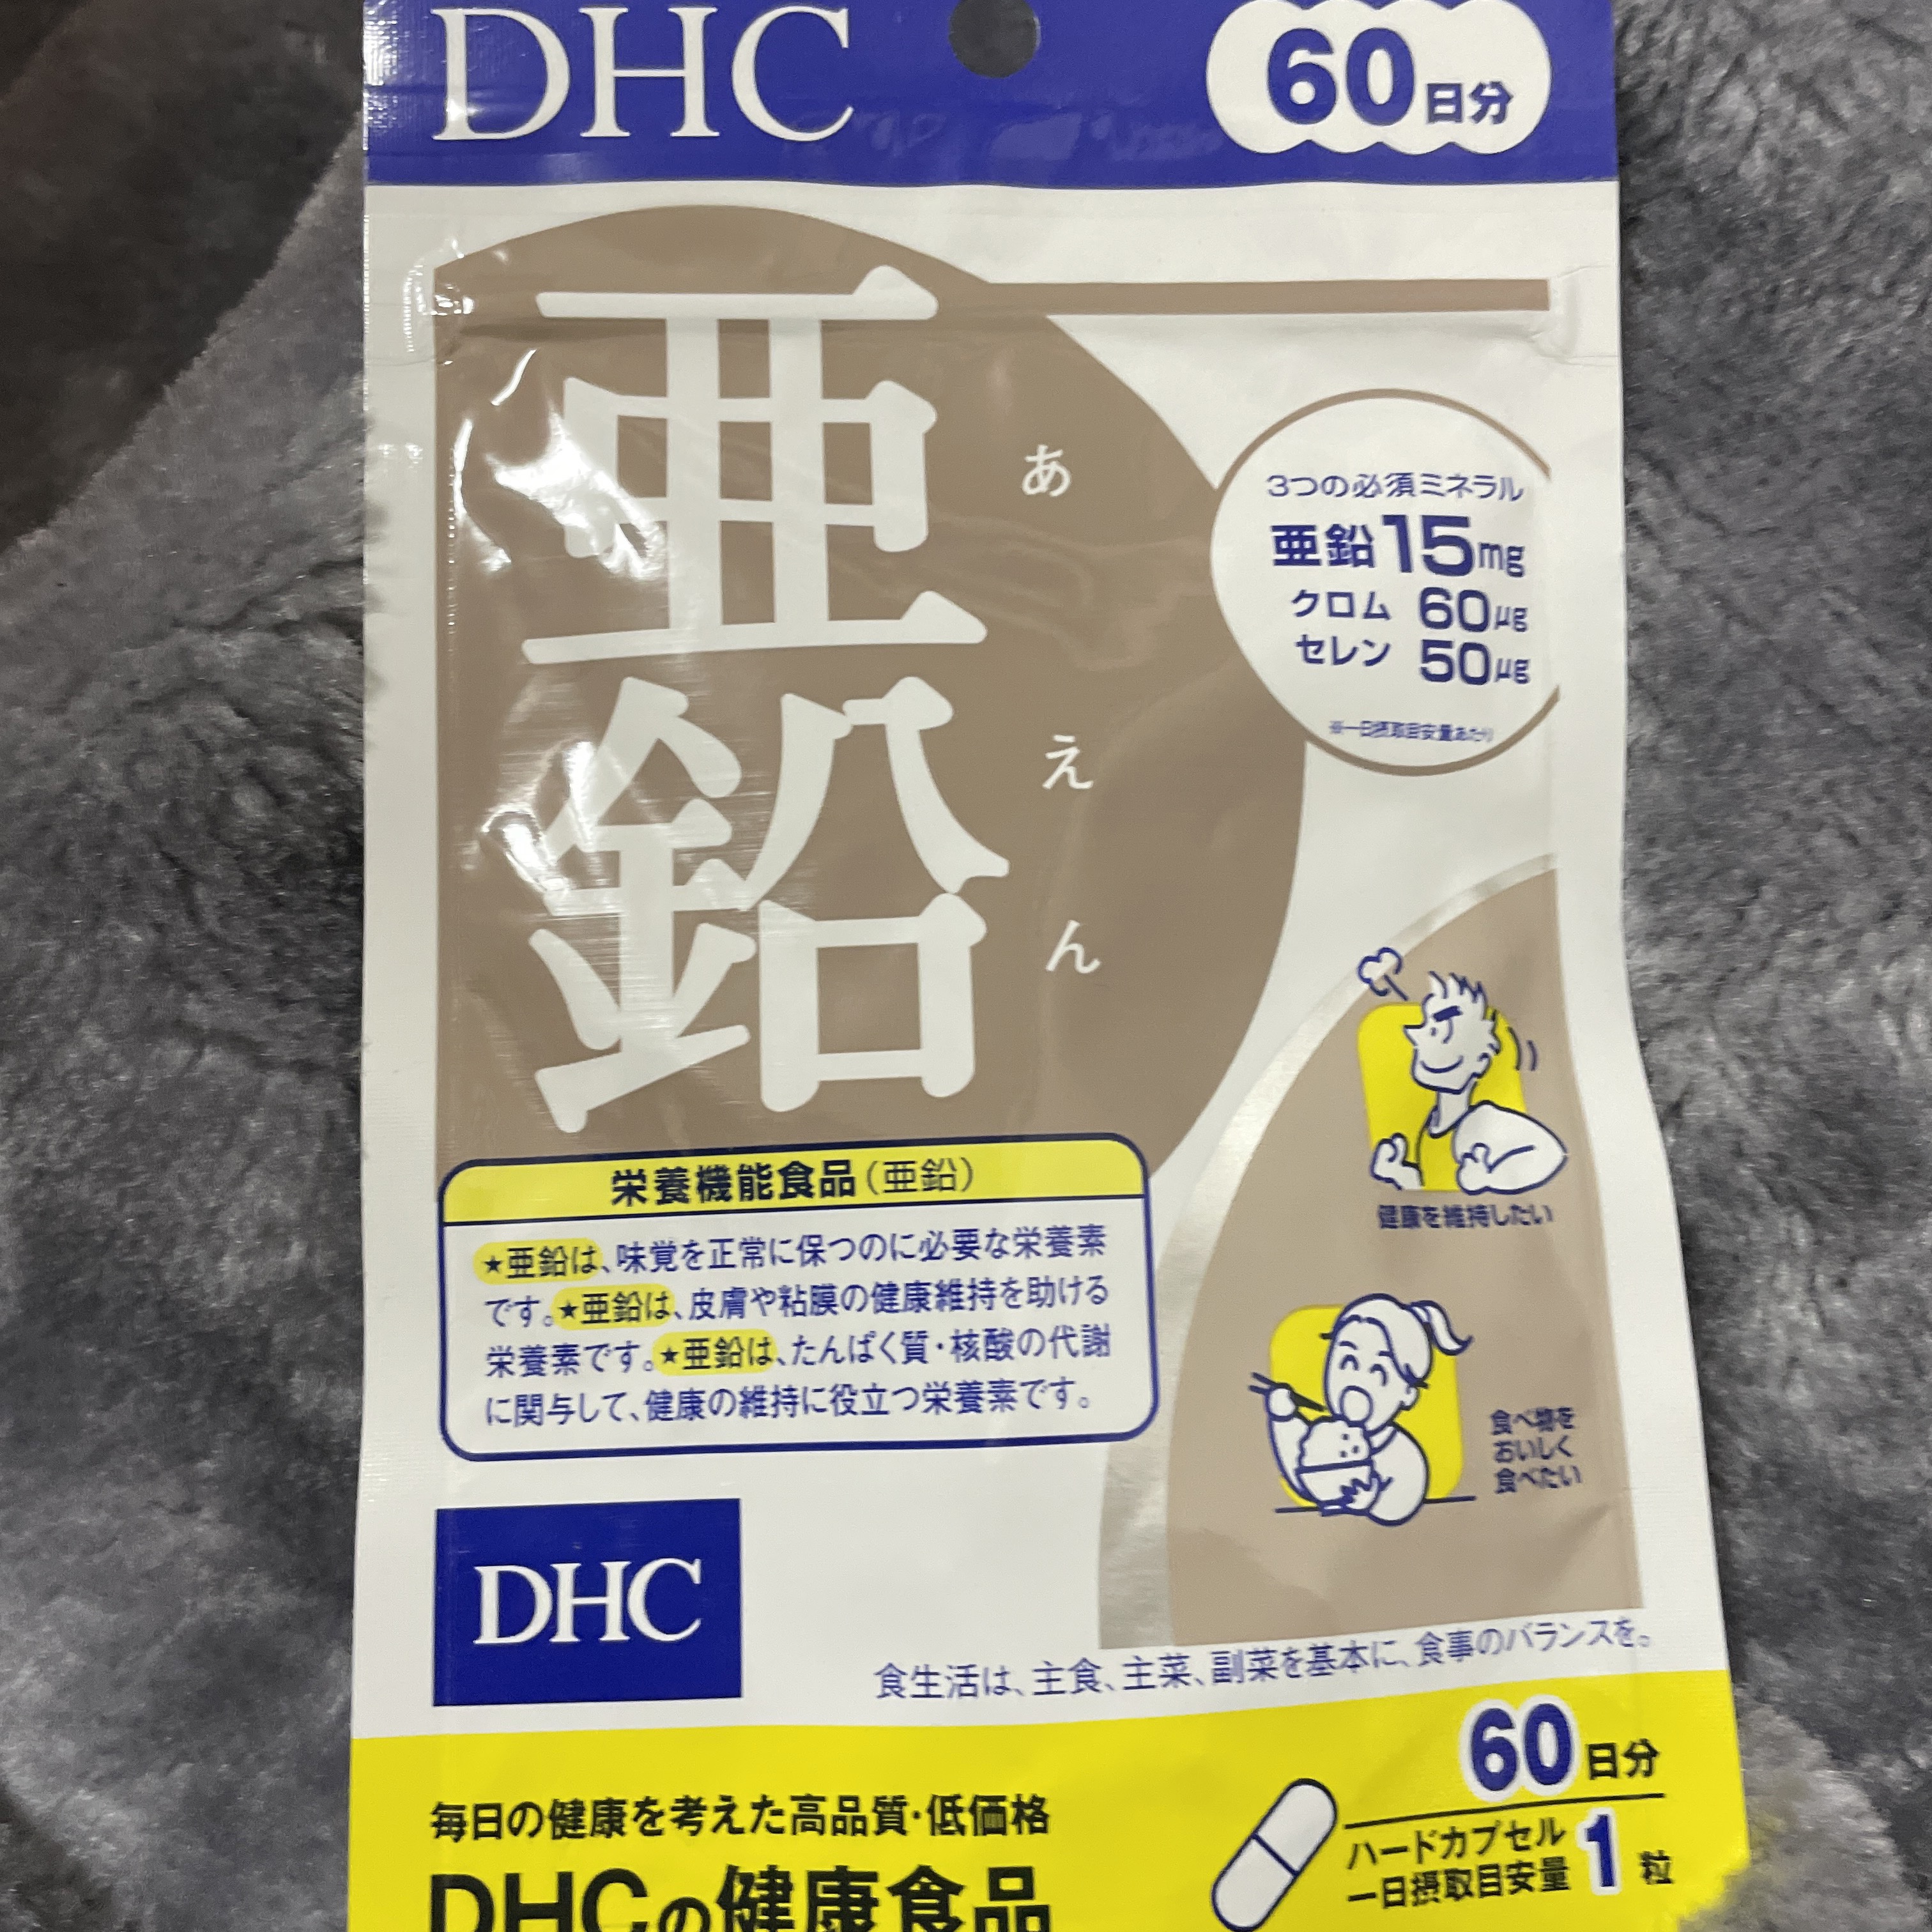 DHC
60日分
亜鉛
あえん
3つの必須ミネラル
亜鉛15mg
クロム 60μg
セレン 50μg
※一日摂取目安量あたり
健康を維持したい
食べ物を
おいしく
食べたい
栄養機能食品(亜鉛)
★亜鉛は、味覚を正常に保つのに必要な栄養素
です。★亜鉛は、皮膚や粘膜の健康維持を助ける
栄養素です。★亜鉛は、たんぱく質・核酸の代謝
に関与して、健康の維持に役立つ栄養素です。
DHC
食生活は、主食、主菜、副菜を基本に、食事のバランスを。
毎日の健康を考えた高品質・低価格
DHCの健康食品
60日分
ハードカプセル
一日摂取目安量 1粒